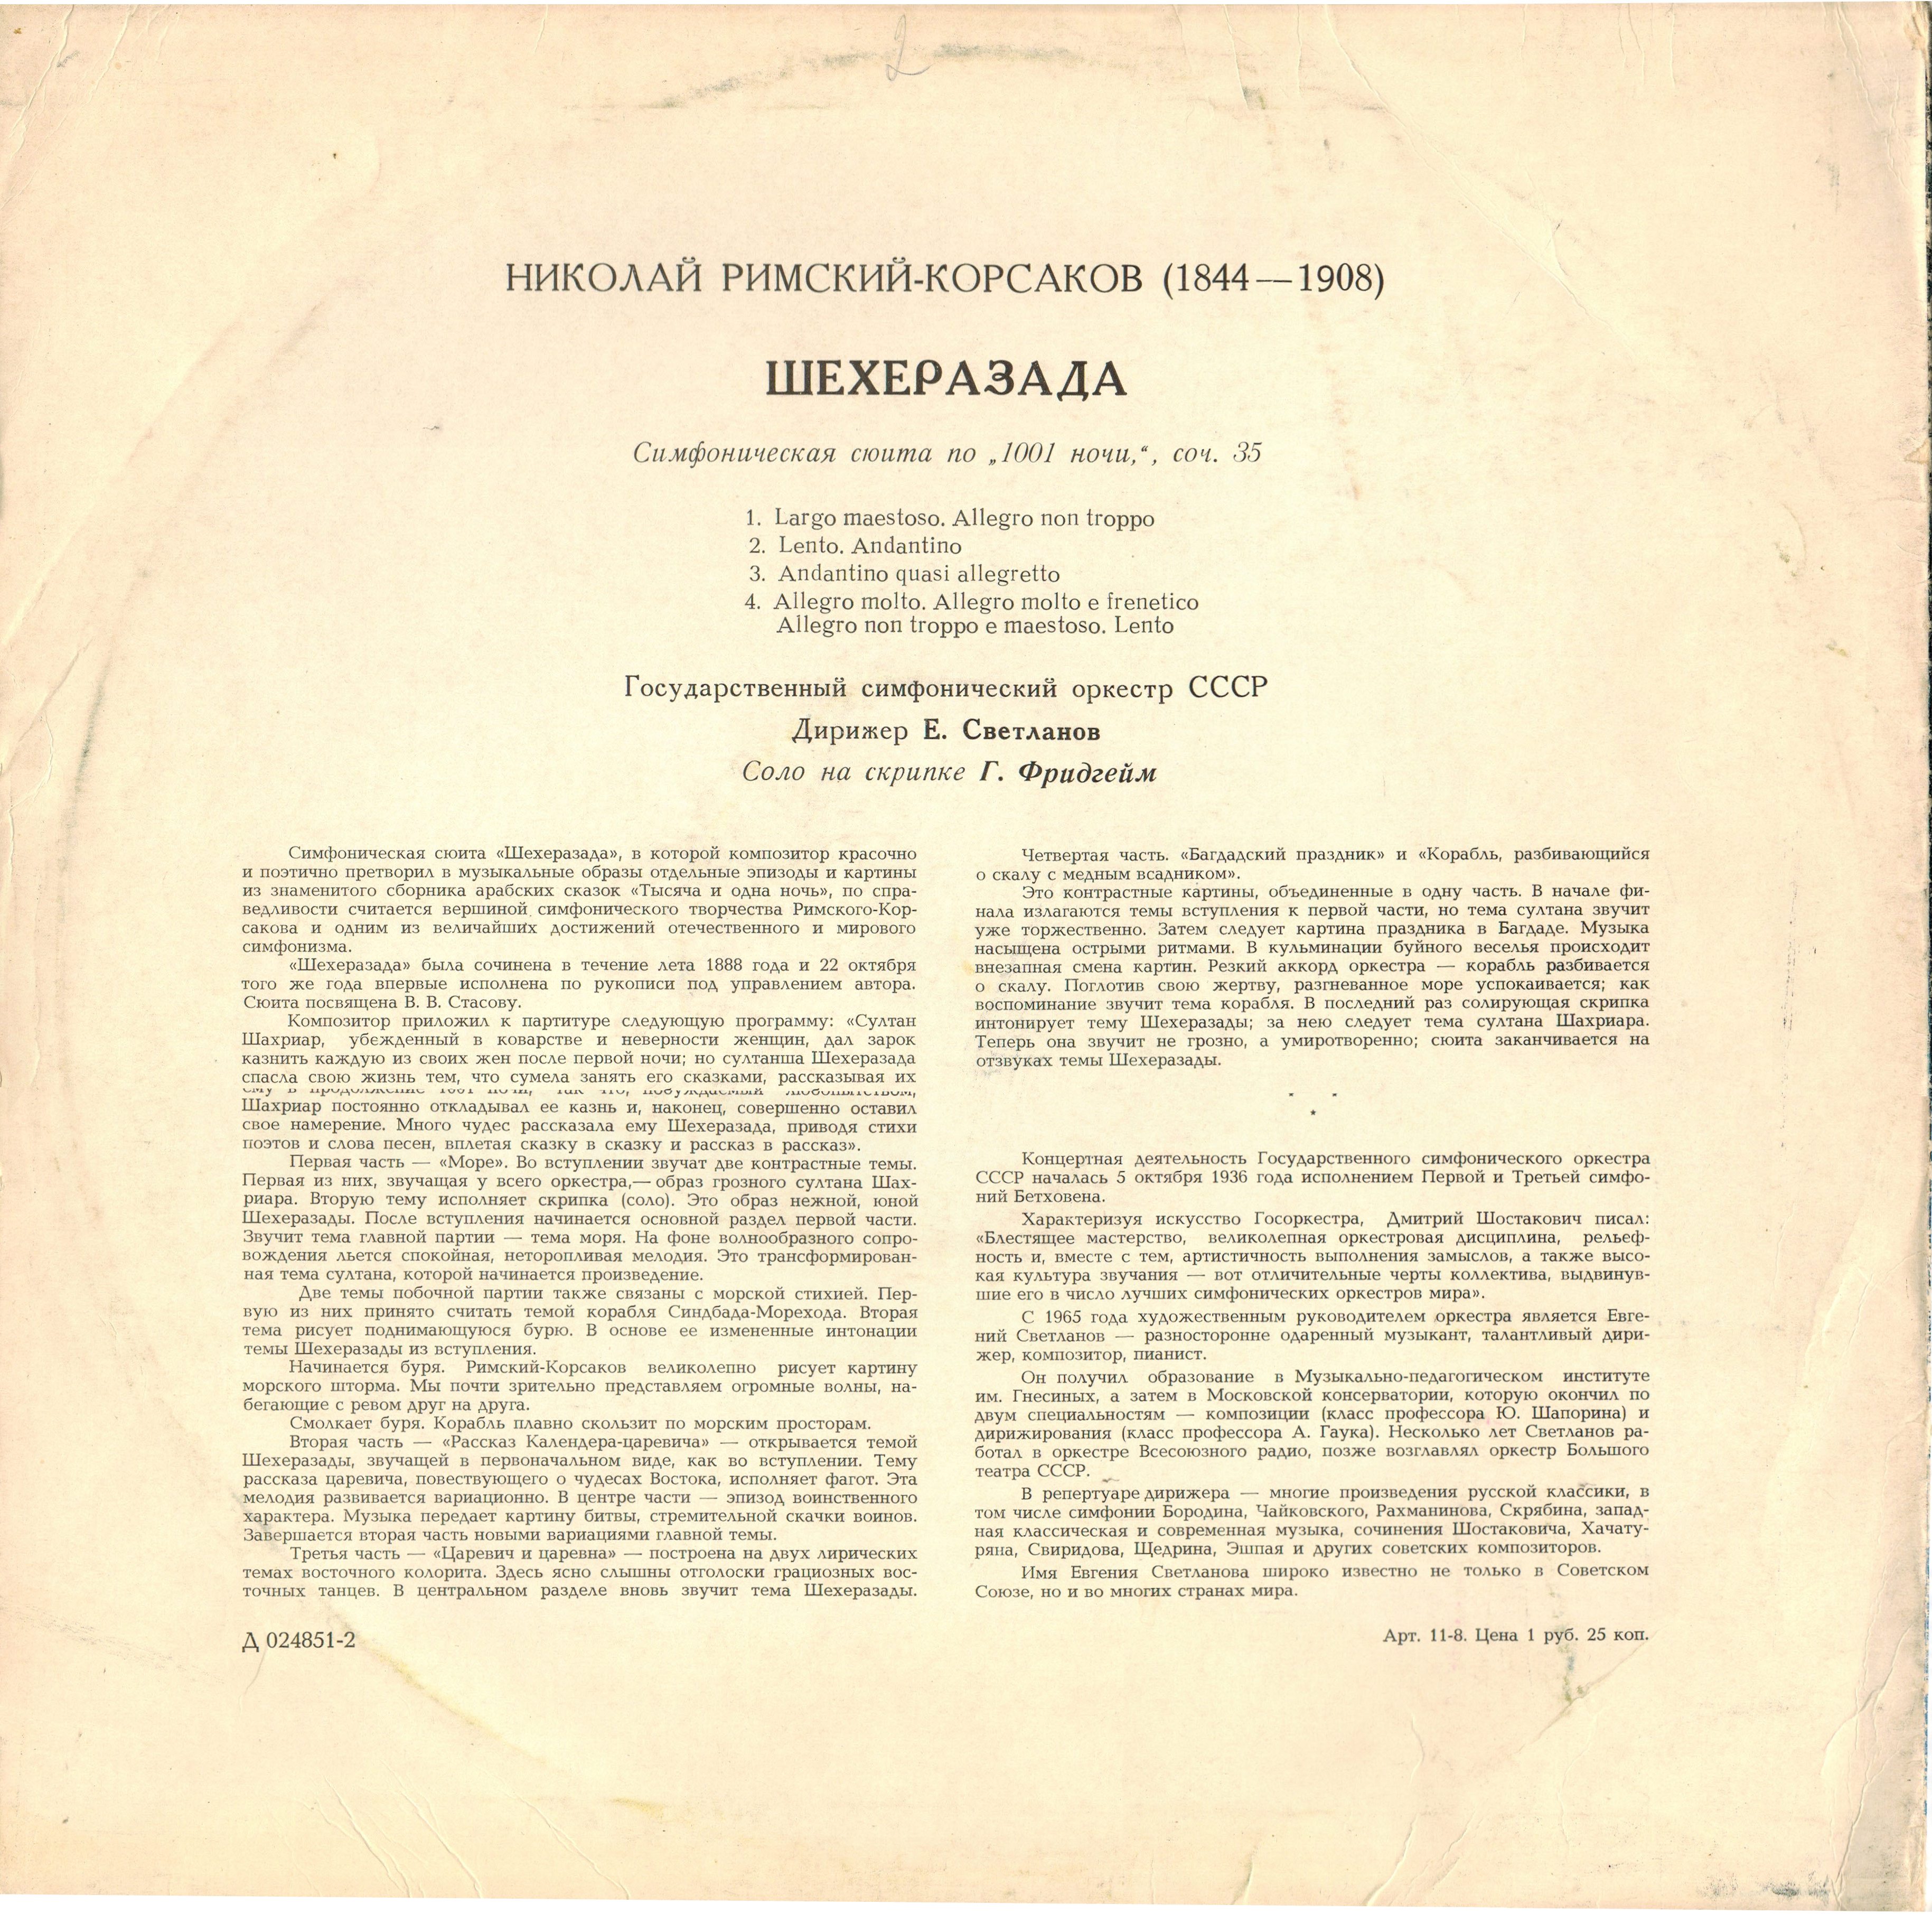 2
НИКОЛАЙ РИМСКИЙ-КОРСАКОВ (1844—1908)
ШЕХЕРАЗАДА
Симфоническая сюита по „1001 ночи,“, соч. 35
1. Largo maestoso. Allegro non troppo
2. Lento. Andantino
3. Andantino quasi allegretto
4. Allegro molto. Allegro molto e frenetico
Allegro non troppo e maestoso. Lento
Государственный симфонический оркестр СССР
Дирижер Е. Светланов
Соло на скрипке Г. Фридгейм
Симфоническая сюита «Шехеразада», в которой композитор красочно
и поэтично претворил в музыкальные образы отдельные эпизоды и картины
из знаменитого сборника арабских сказок «Тысяча и одна ночь», по спра-
ведливости считается вершиной симфонического творчества Римского-Кор-
сакова и одним из величайших достижений отечественного и мирового
симфонизма.
«Шехеразада» была сочинена в течение лета 1888 года и 22 октября
того же года впервые исполнена по рукописи под управлением автора.
Сюита посвящена В. В. Стасову.
Композитор приложил к партитуре следующую программу: «Султан
Шахриар, убежденный в коварстве и неверности женщин, дал зарок
казнить каждую из своих жен после первой ночи; но султанша Шехеразада
спасла свою жизнь тем, что сумела занять его сказками, рассказывая их
ему в продолжение 1001 ночи, так что, побуждаемый любопытством,
Шахриар постоянно откладывал ее казнь и, наконец, совершенно оставил
свое намерение. Много чудес рассказала ему Шехеразада, приводя стихи
поэтов и слова песен, вплетая сказку в сказку и рассказ в рассказ».
Первая часть — «Море». Во вступлении звучат две контрастные темы.
Первая из них, звучащая у всего оркестра,— образ грозного султана Шах-
риара. Вторую тему исполняет скрипка (соло). Это образ нежной, юной
Шехеразады. После вступления начинается основной раздел первой части.
Звучит тема главной партии — тема моря. На фоне волнообразного сопро-
вождения льется спокойная, неторопливая мелодия. Это трансформирован-
ная тема султана, которой начинается произведение.
Две темы побочной партии также связаны с морской стихией. Пер-
вую из них принято считать темой корабля Синдбада-Морехода. Вторая
тема рисует поднимающуюся бурю. В основе ее измененные интонации
темы Шехеразады из вступления.
Начинается буря. Римский-Корсаков великолепно рисует картину
морского шторма. Мы почти зрительно представляем огромные волны, на-
бегающие с ревом друг на друга.
Смолкает буря. Корабль плавно скользит по морским просторам.
Вторая часть — «Рассказ Календера-царевича» — открывается темой
Шехеразады, звучащей в первоначальном виде, как во вступлении. Тему
рассказа царевича, повествующего о чудесах Востока, исполняет фагот. Эта
мелодия развивается вариационно. В центре части — эпизод воинственного
характера. Музыка передает картину битвы, стремительной скачки воинов.
Завершается вторая часть новыми вариациями главной темы.
Третья часть — «Царевич и царевна» — построена на двух лирических
темах восточного колорита. Здесь ясно слышны отголоски грациозных вос-
точных танцев. В центральном разделе вновь звучит тема Шехеразады.
Четвертая часть. «Багдадский праздник» и «Корабль, разбивающийся
о скалу с медным всадником».
Это контрастные картины, объединенные в одну часть. В начале фи-
нала излагаются темы вступления к первой части, но тема султана звучит
уже торжественно. Затем следует картина праздника в Багдаде. Музыка
насыщена острыми ритмами. В кульминации буйного веселья происходит
внезапная смена картин. Резкий аккорд оркестра — корабль разбивается
о скалу. Поглотив свою жертву, разгневанное море успокаивается; как
воспоминание звучит тема корабля. В последний раз солирующая скрипка
интонирует тему Шехеразады; за нею следует тема султана Шахриара.
Теперь она звучит не грозно, а умиротворенно; сюита заканчивается на
отзвуках темы Шехеразады.
Концертная деятельность Государственного симфонического оркестра
СССР началась 5 октября 1936 года исполнением Первой и Третьей симфо-
ний Бетховена.
Характеризуя искусство Госоркестра, Дмитрий Шостакович писал:
«Блестящее мастерство, великолепная оркестровая дисциплина, рельеф-
ность и, вместе с тем, артистичность выполнения замыслов, а также высо-
кая культура звучания — вот отличительные черты коллектива, выдвинув-
шие его в число лучших симфонических оркестров мира».
С 1965 года художественным руководителем оркестра является Евге-
ний Светланов — разносторонне одаренный музыкант, талантливый дири-
жер, композитор, пианист.
Он получил образование в Музыкально-педагогическом институте
им. Гнесиных, а затем в Московской консерватории, которую окончил по
двум специальностям — композиции (класс профессора Ю. Шапорина) и
дирижирования (класс профессора А. Гаука). Несколько лет Светланов ра-
ботал в оркестре Всесоюзного радио, позже возглавлял оркестр Большого
театра СССР.
В репертуаре дирижера — многие произведения русской классики, в
том числе симфонии Бородина, Чайковского, Рахманинова, Скрябина, запад-
ная классическая и современная музыка, сочинения Шостаковича, Хачату-
ряна, Свиридова, Щедрина, Эшпая и других советских композиторов.
Имя Евгения Светланова широко известно не только в Советском
Союзе, но и во многих странах мира.
Д 024851-2
Арт. 11-8. Цена 1 руб. 25 коп.